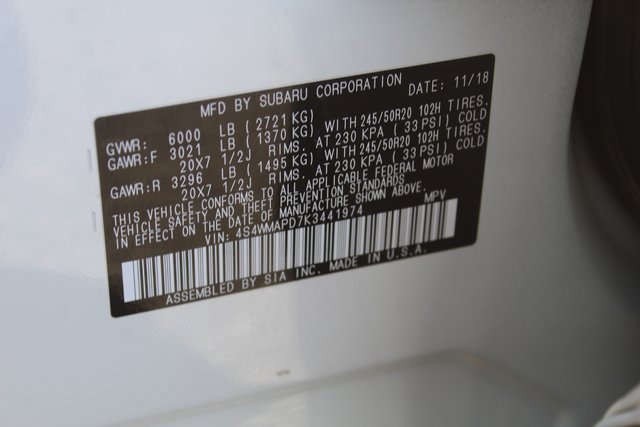 MFD BY SUBARU CORPORATION DATE: 11/18
GVWR: 6000 LB ( 2721 KG)
GAWR:F 3021 LB ( 1370 KG) WITH 245/50R20 102H TIRES.
20X7 1/2J RIMS. AT 230 KPA ( 33 PSI) COLD
GAWR:R 3296 LB ( 1495 KG) WITH 245/50R20 102H TIRES.
20X7 1/2J RIMS. AT 230 KPA ( 33 PSI) COLD
THIS VEHICLE CONFORMS TO ALL APPLICABLE FEDERAL MOTOR
VEHICLE SAFETY AND THEFT PREVENTION STANDARDS
IN EFFECT ON THE DATE OF MANUFACTURE SHOWN ABOVE.
VIN: 4S4WMAPD7K3441974 MPV
ASSEMBLED BY SIA INC. MADE IN U.S.A.